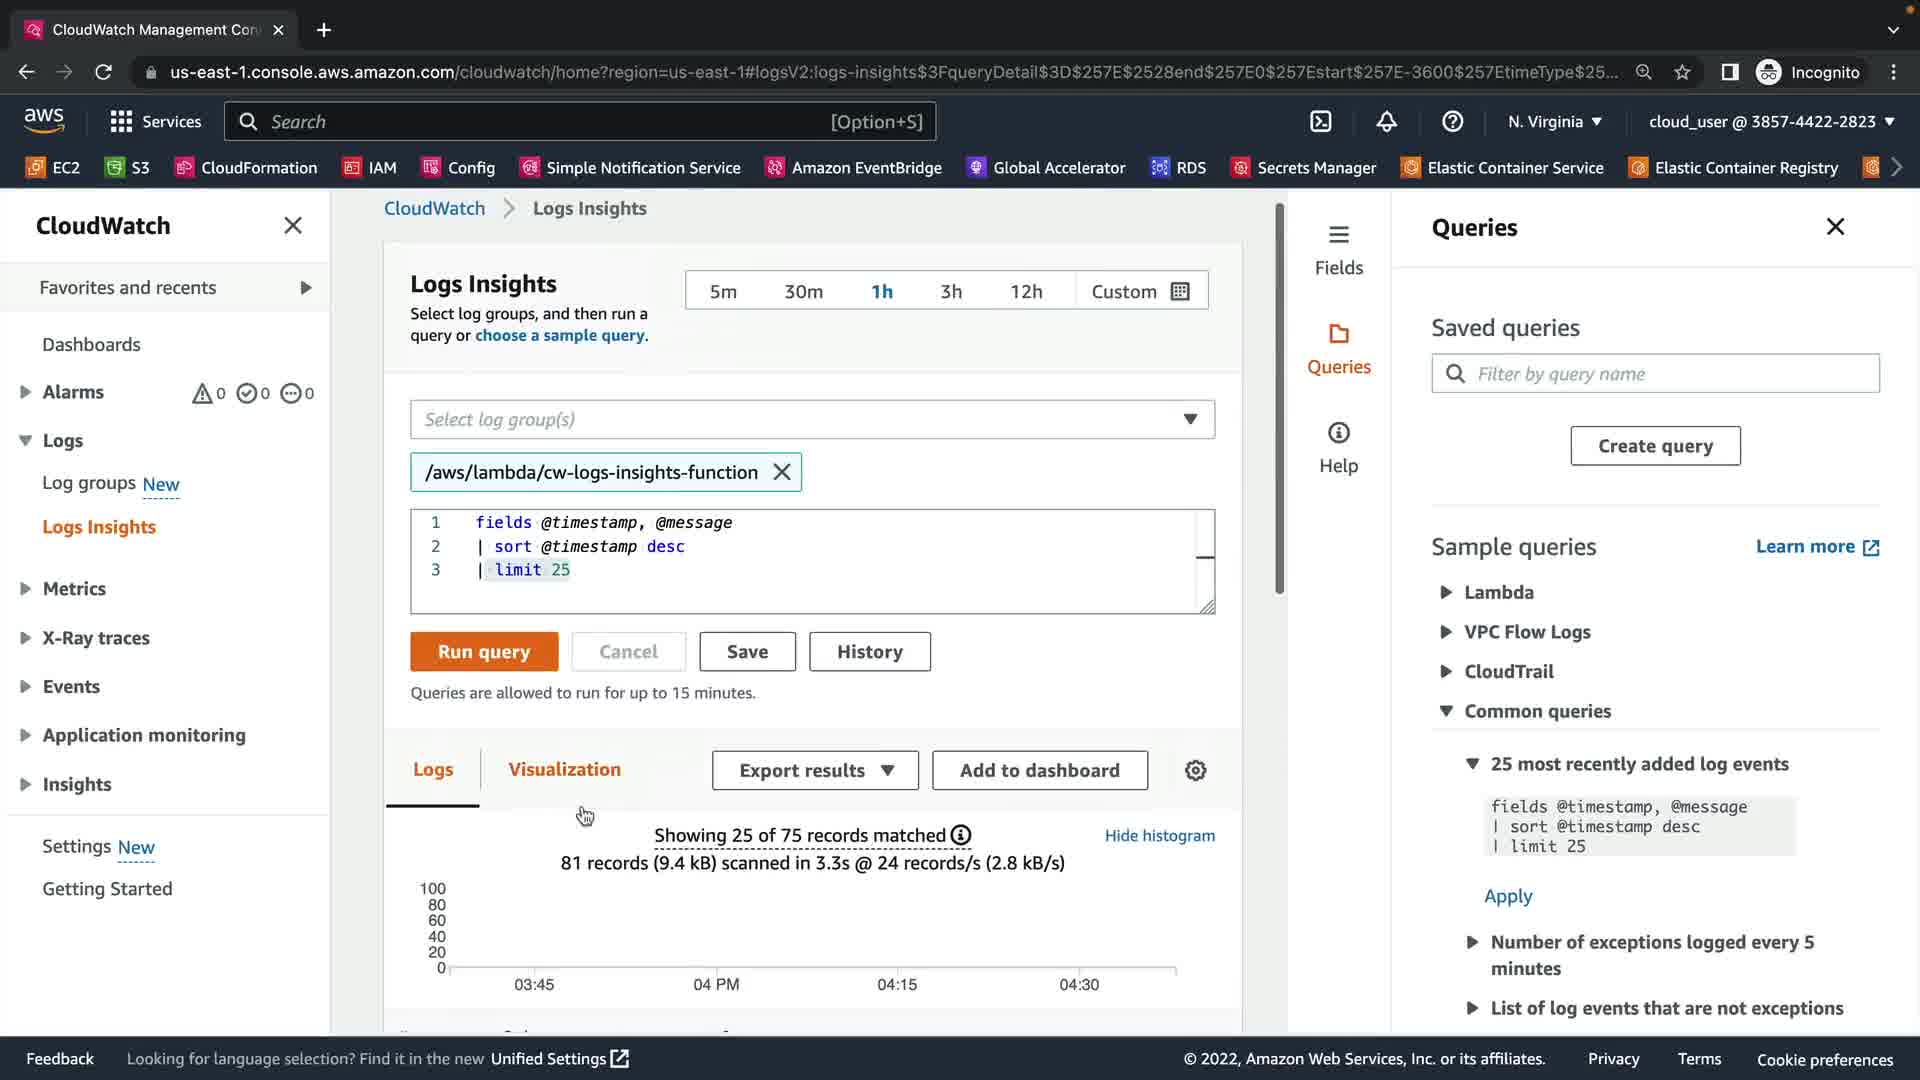 CloudWatch Management Con
us-east-1.console.aws.amazon.com/cloudwatch/home?region=us-east-1#logsV2:logs-insights$3FqueryDetail$3D$257E$2528end$257E0$257Estart$257E-3600$257EtimeType$25...
Incognito
aws
Services
Search
[Option+S]
N. Virginia
cloud_user @ 3857-4422-2823
EC2
S3
CloudFormation
IAM
Config
Simple Notification Service
Amazon EventBridge
Global Accelerator
RDS
Secrets Manager
Elastic Container Service
Elastic Container Registry
CloudWatch
Favorites and recents
Dashboards
Alarms
0
0
0
Logs
Log groups New
Logs Insights
Metrics
X-Ray traces
Events
Application monitoring
Insights
Settings New
Getting Started
CloudWatch
Logs Insights
Logs Insights
Select log groups, and then run a
query or choose a sample query.
5m
30m
1h
3h
12h
Custom
Select log group(s)
/aws/lambda/cw-logs-insights-function
1 fields @timestamp, @message
2 | sort @timestamp desc
3 | limit 25
Run query
Cancel
Save
History
Queries are allowed to run for up to 15 minutes.
Logs
Visualization
Export results
Add to dashboard
Showing 25 of 75 records matched
Hide histogram
81 records (9.4 kB) scanned in 3.3s @ 24 records/s (2.8 kB/s)
100
80
60
40
20
0
03:45
04 PM
04:15
04:30
Fields
Queries
Help
Queries
Saved queries
Filter by query name
Create query
Sample queries
Learn more
Lambda
VPC Flow Logs
CloudTrail
Common queries
25 most recently added log events
fields @timestamp, @message
| sort @timestamp desc
| limit 25
Apply
Number of exceptions logged every 5
minutes
List of log events that are not exceptions
Feedback
Looking for language selection? Find it in the new Unified Settings
© 2022, Amazon Web Services, Inc. or its affiliates.
Privacy
Terms
Cookie preferences